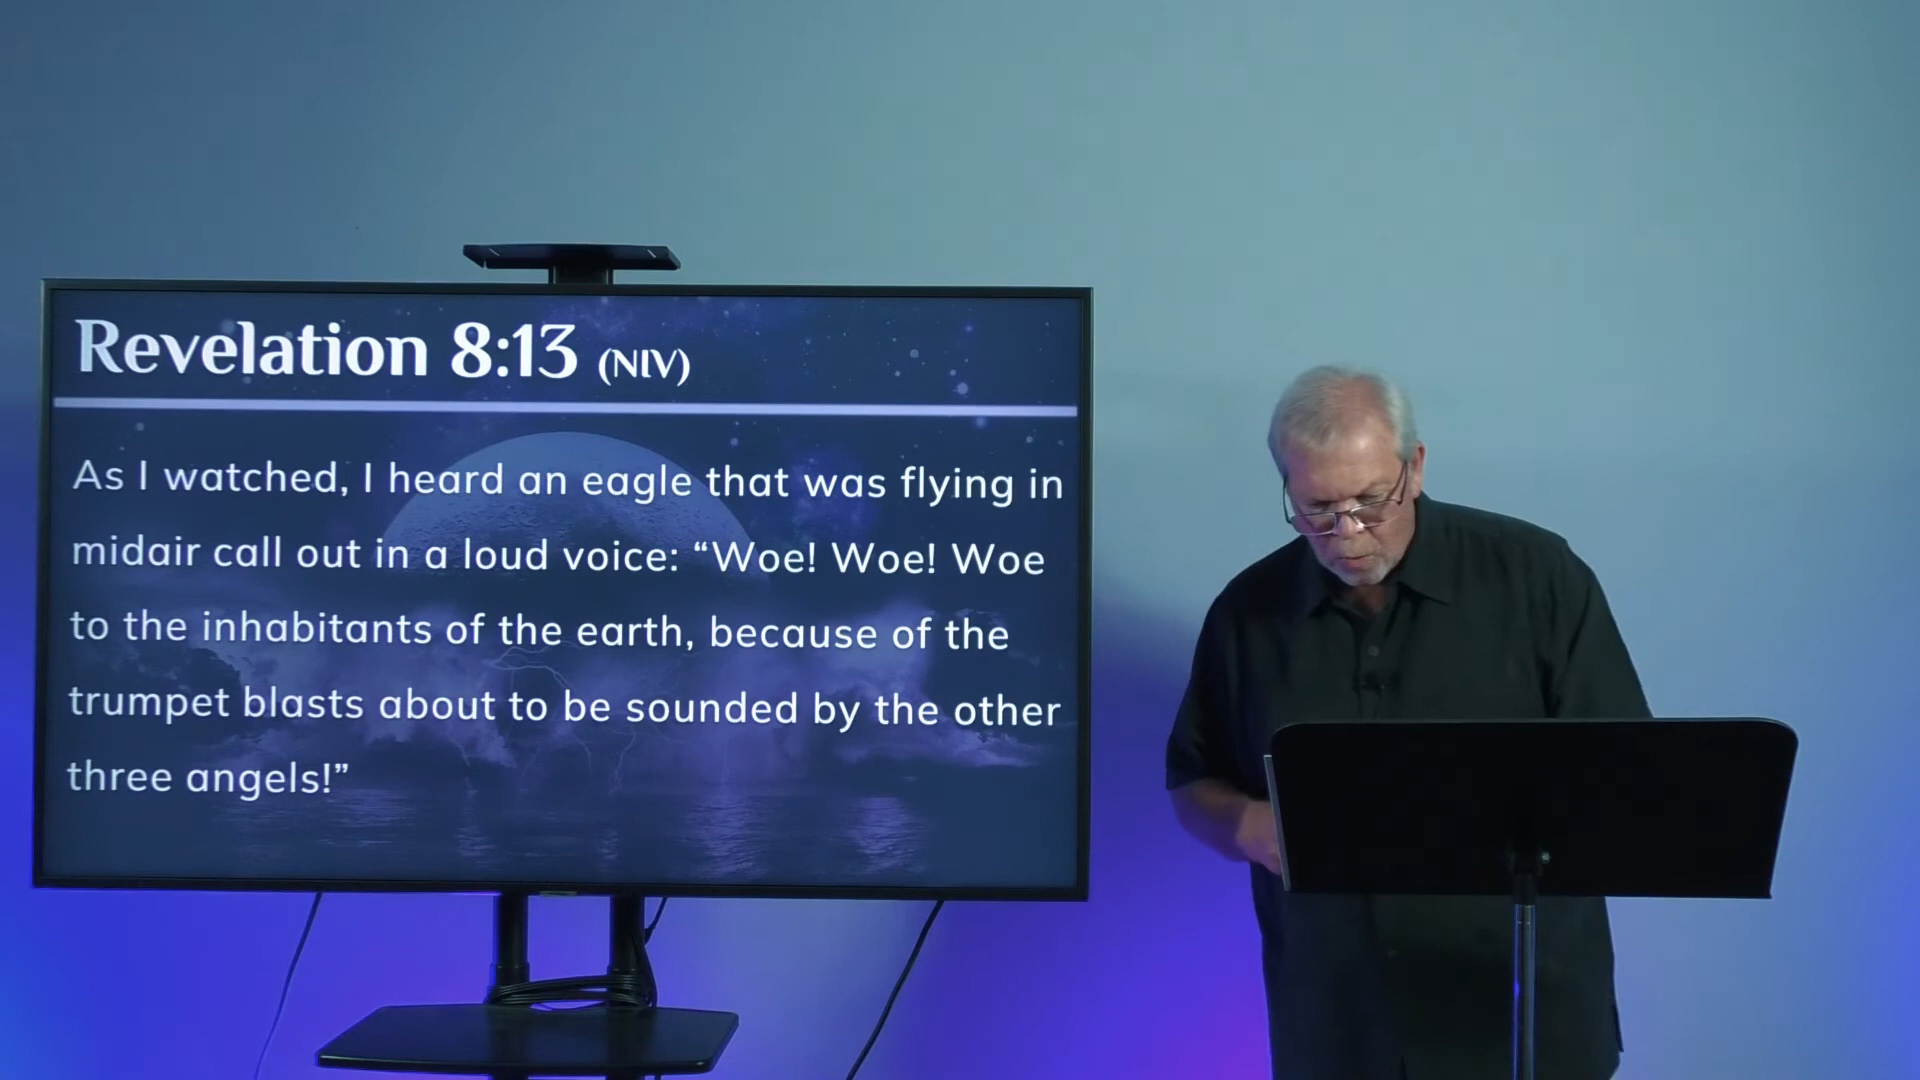 Revelation 8:13 (NIV)
As I watched, I heard an eagle that was flying in
midair call out in a loud voice: “Woe! Woe! Woe
to the inhabitants of the earth, because of the
trumpet blasts about to be sounded by the other
three angels!”